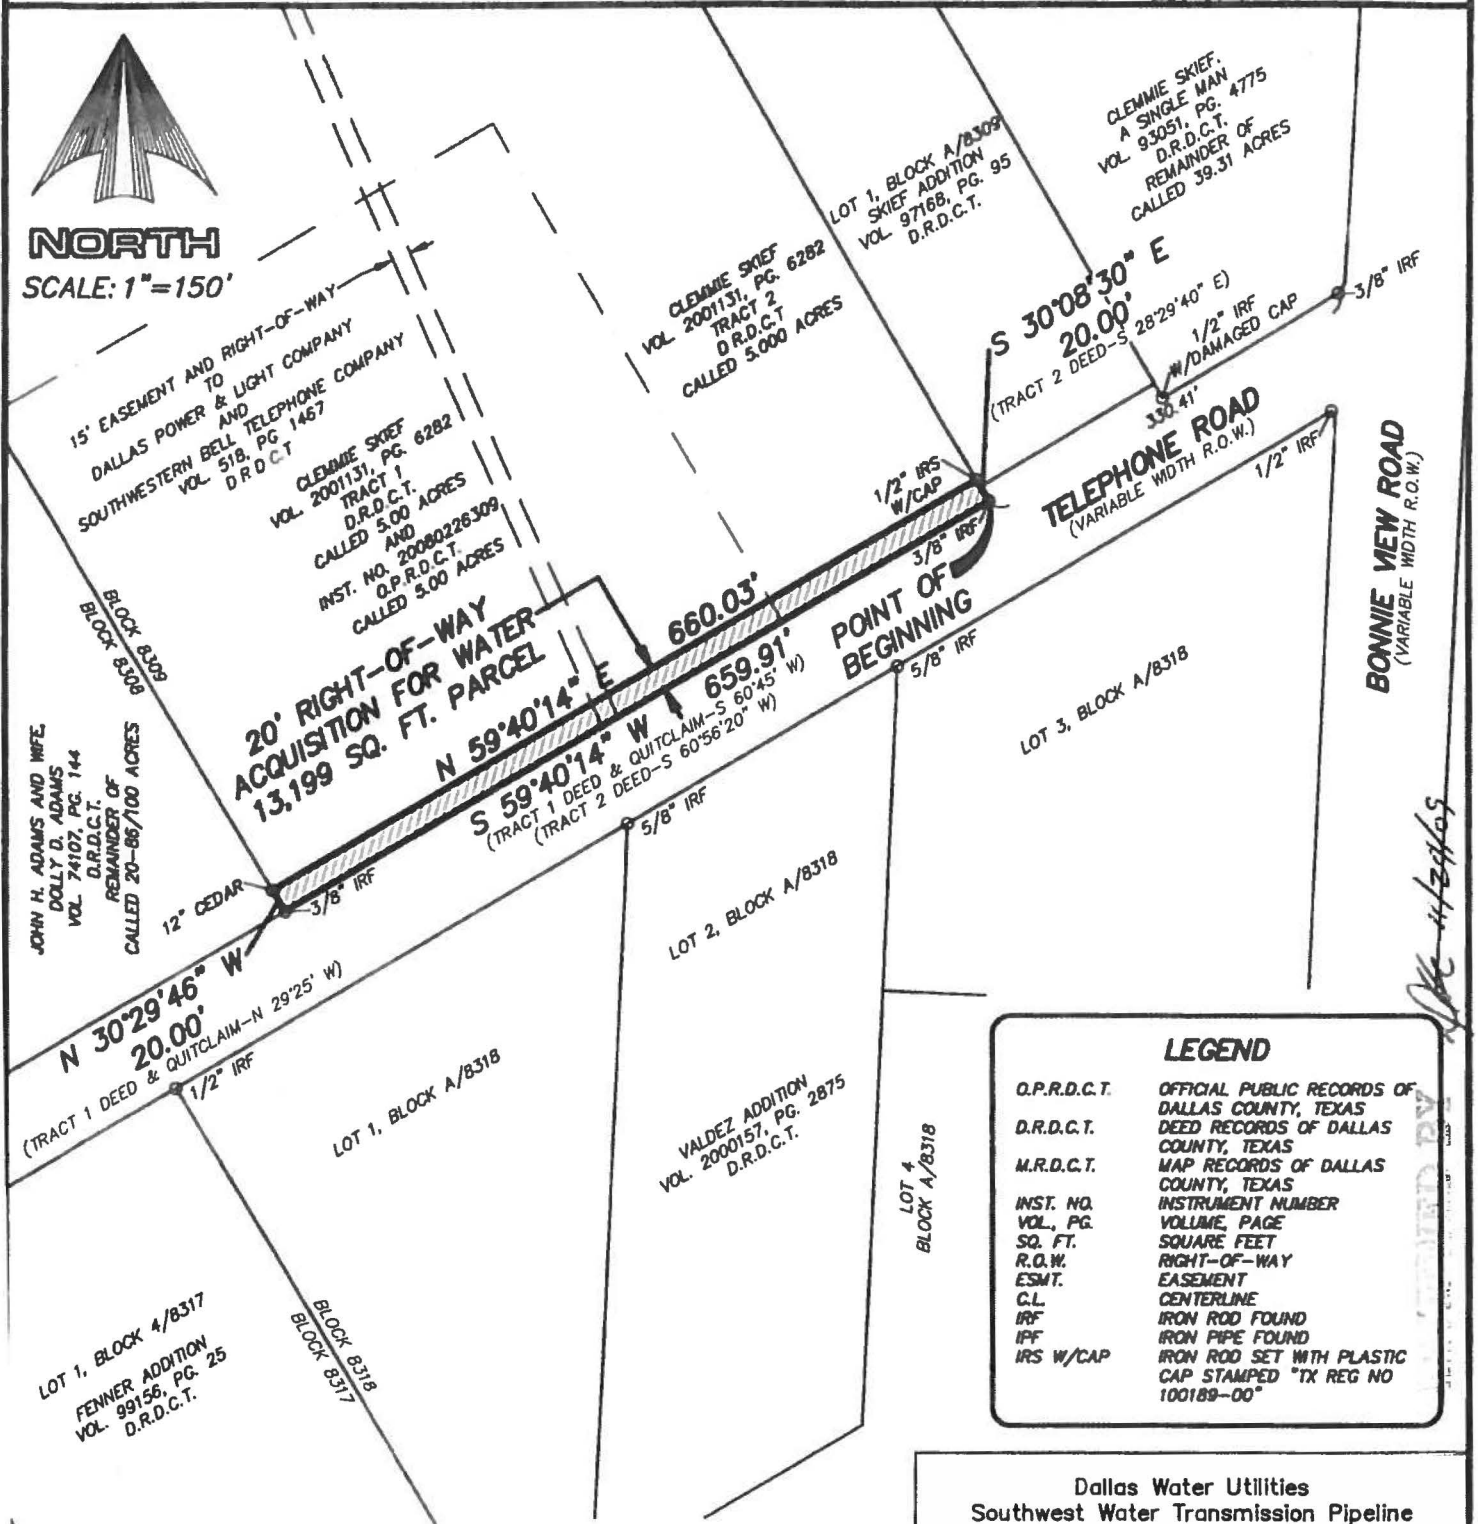 NORTH
SCALE: 1"=150'
15' EASEMENT AND RIGHT-OF-WAY
TO
DALLAS POWER & LIGHT COMPANY
AND
SOUTHWESTERN BELL TELEPHONE COMPANY
VOL. 518, PG 1467
D R D C T
CLEMMIE SKIEF
VOL. 2001131, PG. 6282
TRACT 1
D.R.D.C.T.
CALLED 5.00 ACRES
AND
INST. NO. 20080226309
O.P.R.D.C.T.
CALLED 5.00 ACRES
CLEMMIE SKIEF
VOL. 2001131, PG. 6282
TRACT 2
D R.D.C.T
CALLED 5.000 ACRES
LOT 1, BLOCK A/8309
SKIEF ADDITION
VOL. 97168, PG. 95
D.R.D.C.T.
CLEMMIE SKIEF,
A SINGLE MAN
VOL. 93051, PG. 4775
D.R.D.C.T.
REMAINDER OF
CALLED 39.31 ACRES
S 30°08'30" E
20.00'
(TRACT 2 DEED-S 28°29'40" E)
1/2" IRF
W/DAMAGED CAP
3/8" IRF
330.41'
TELEPHONE ROAD
(VARIABLE WIDTH R.O.W.)
1/2" IRF
BONNIE VIEW ROAD
(VARIABLE WIDTH R.O.W.)
1/2" IRS
W/CAP
3/8" IRF
POINT OF
BEGINNING
5/8" IRF
BLOCK 8309
BLOCK 8308
20' RIGHT-OF-WAY
ACQUISITION FOR WATER
13,199 SQ. FT. PARCEL
N 59°40'14" E
660.03'
S 59°40'14" W
659.91'
(TRACT 1 DEED & QUITCLAIM-S 60°45' W)
(TRACT 2 DEED-S 60°56'20" W)
5/8" IRF
LOT 3, BLOCK A/8318
JOHN H. ADAMS AND WIFE,
DOLLY D. ADAMS
VOL. 74107, PG. 144
D.R.D.C.T.
REMAINDER OF
CALLED 20-86/100 ACRES
12" CEDAR
3/8" IRF
N 30°29'46" W
20.00'
(TRACT 1 DEED & QUITCLAIM-N 29°25' W)
1/2" IRF
LOT 2, BLOCK A/8318
LOT 1, BLOCK A/8318
VALDEZ ADDITION
VOL. 2000157, PG. 2875
D.R.D.C.T.
LOT 4
BLOCK A/8318
LOT 1, BLOCK 4/8317
FENNER ADDITION
VOL. 99156, PG. 25
D.R.D.C.T.
BLOCK 8318
BLOCK 8317
LEGEND
O.P.R.D.C.T. OFFICIAL PUBLIC RECORDS OF
DALLAS COUNTY, TEXAS
D.R.D.C.T. DEED RECORDS OF DALLAS
COUNTY, TEXAS
M.R.D.C.T. MAP RECORDS OF DALLAS
COUNTY, TEXAS
INST. NO. INSTRUMENT NUMBER
VOL., PG. VOLUME, PAGE
SQ. FT. SQUARE FEET
R.O.W. RIGHT-OF-WAY
ESMT. EASEMENT
C.L. CENTERLINE
IRF IRON ROD FOUND
IPF IRON PIPE FOUND
IRS W/CAP IRON ROD SET WITH PLASTIC
CAP STAMPED "TX REG NO
100189-00"
Dallas Water Utilities
Southwest Water Transmission Pipeline